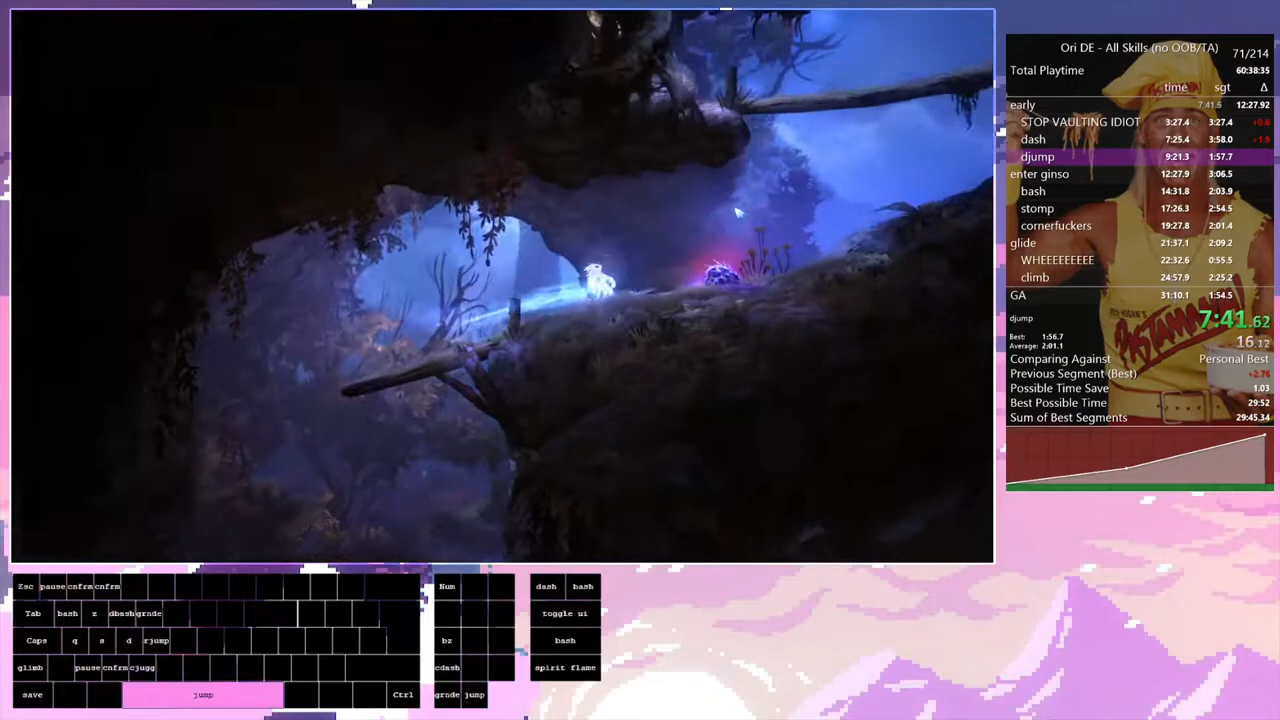 Ori DE - All Skills (no OOB/TA)
71/214
Total Playtime 60:38:35
time sgt Δ
early 7:41.6 12:27.92
STOP VAULTING IDIOT 3:27.4 3:27.4 +0.6
dash 7:25.4 3:58.0 +1.8
djump 9:21.3 1:57.7
enter ginso 12:27.9 3:06.5
bash 14:31.8 2:03.9
stomp 17:26.3 2:54.5
cornerfuckers 19:27.8 2:01.4
glide 21:37.1 2:09.2
WHEEEEEEEEE 22:32.6 0:55.5
climb 24:57.9 2:25.2
GA 31:10.1 1:54.5
djump 7:41.62
Best: 1:56.7
Average: 2:01.1 16.12
Comparing Against Personal Best
Previous Segment (Best) +2.76
Possible Time Save 1.03
Best Possible Time 29:52
Sum of Best Segments 29:45.34
Zsc pause cnfrm cnfrm Num dash bash
Tab bash z dbash grnde toggle ui
Caps q s d rjump bz bash
glimb pause cnfrm cjugg cdash spirit flame
save jump Ctrl grnde jump